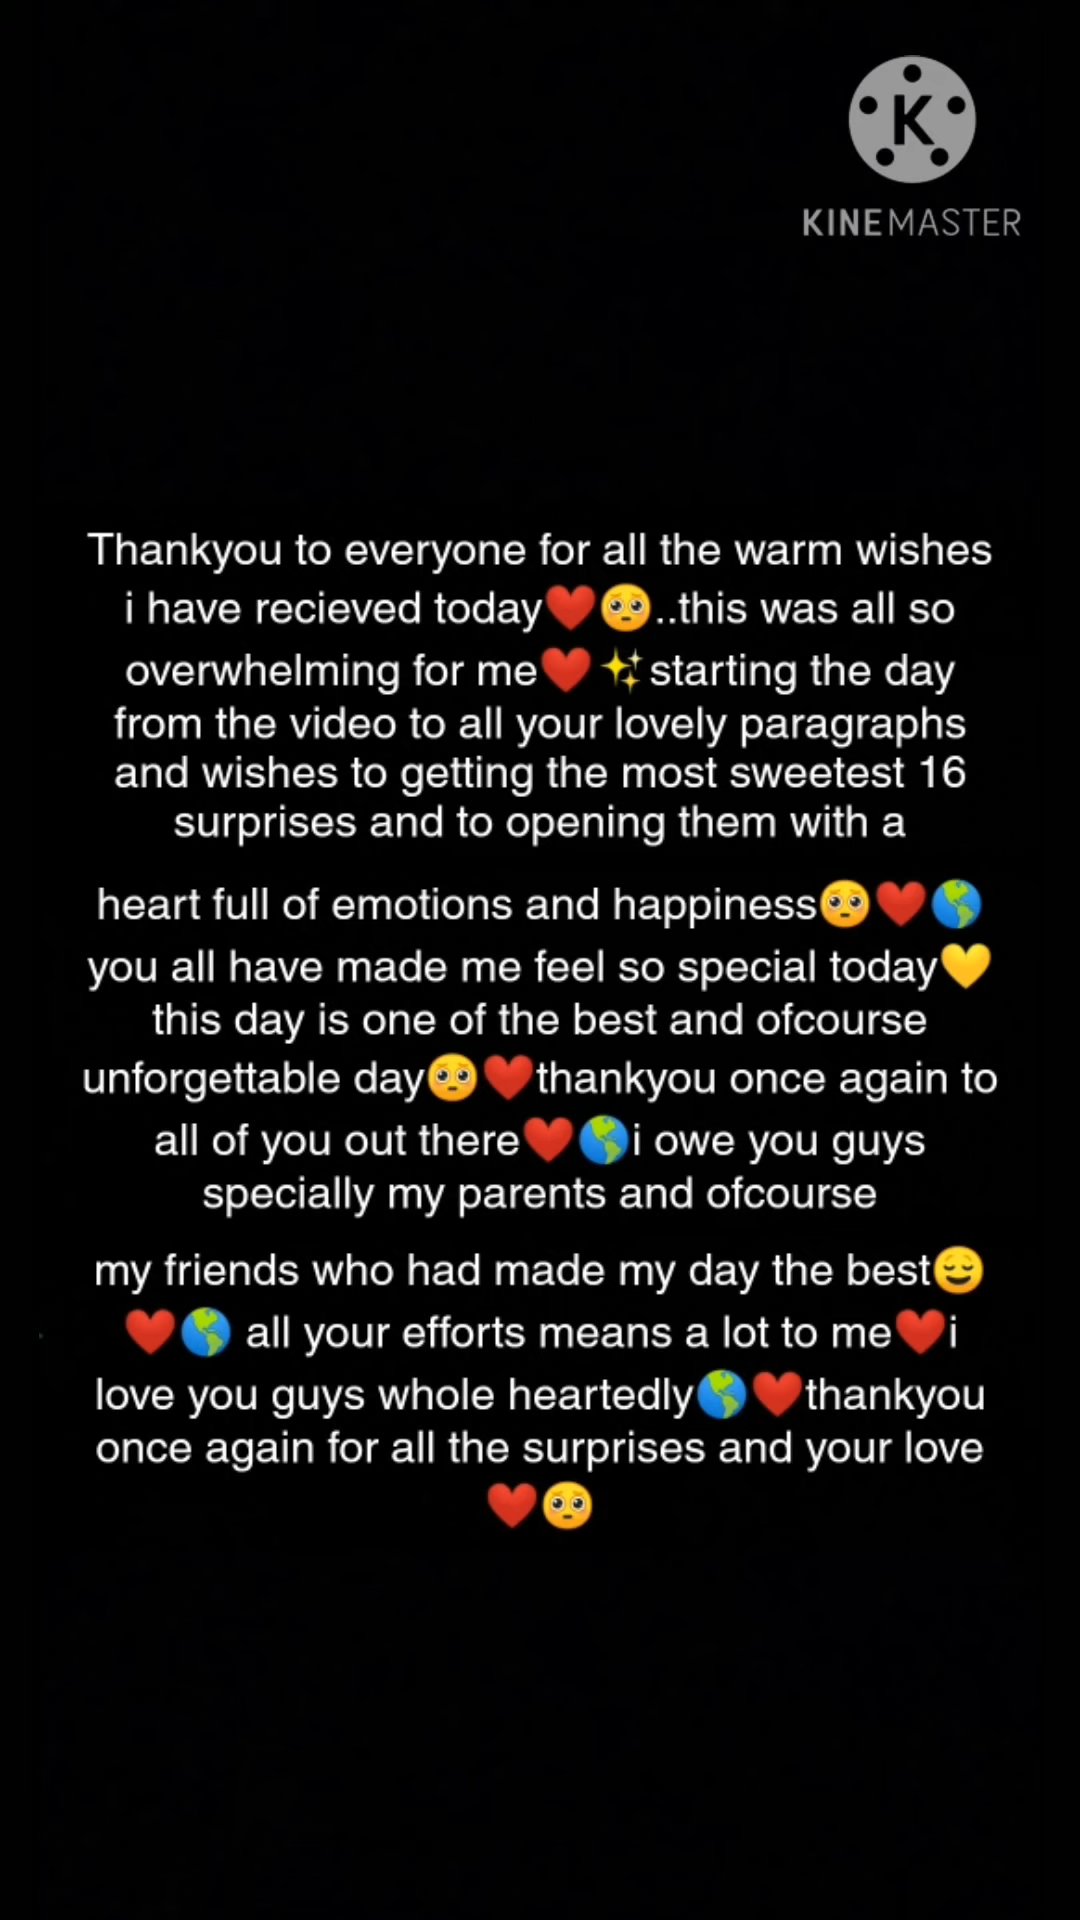 K
KINEMASTER
Thankyou to everyone for all the warm wishes
i have recieved today❤️🥺..this was all so
overwhelming for me❤️✨starting the day
from the video to all your lovely paragraphs
and wishes to getting the most sweetest 16
surprises and to opening them with a
heart full of emotions and happiness🥺❤️🌎
you all have made me feel so special today💛
this day is one of the best and ofcourse
unforgettable day🥺❤️thankyou once again to
all of you out there❤️🌎i owe you guys
specially my parents and ofcourse
my friends who had made my day the best😌
❤️🌎 all your efforts means a lot to me❤️i
love you guys whole heartedly🌎❤️thankyou
once again for all the surprises and your love
❤️🥺